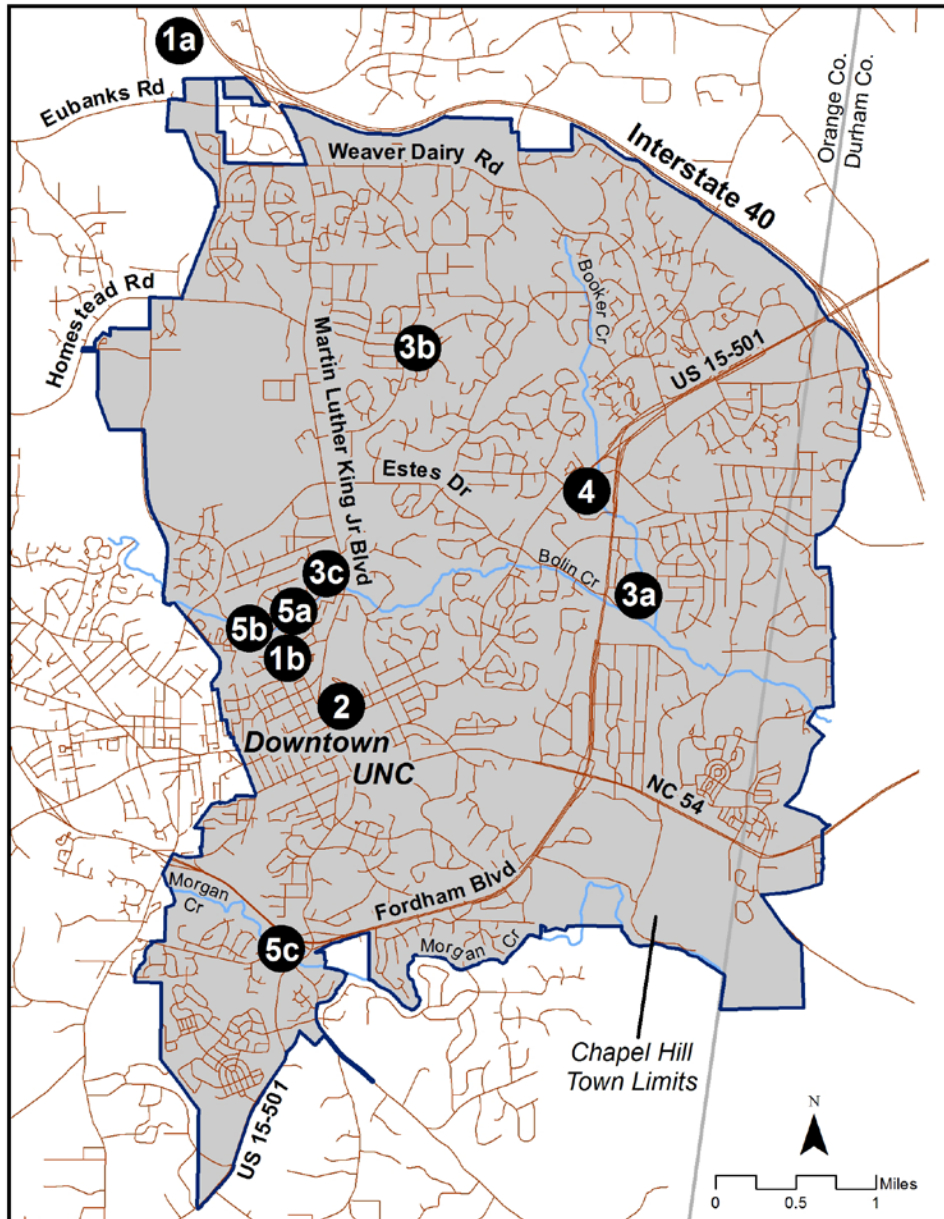 1a
Eubanks Rd
Orange Co.
Durham Co.
Weaver Dairy Rd
Interstate 40
Homestead Rd
Booker Cr
Martin Luther King Jr Blvd
3b
US 15-501
Estes Dr
4
3c
Bolin Cr
5a
3a
5b
1b
2
Downtown
UNC
NC 54
Morgan
Cr
Fordham Blvd
5c
Morgan Cr
Chapel Hill
Town Limits
US 15-501
N
Miles
0 0.5 1